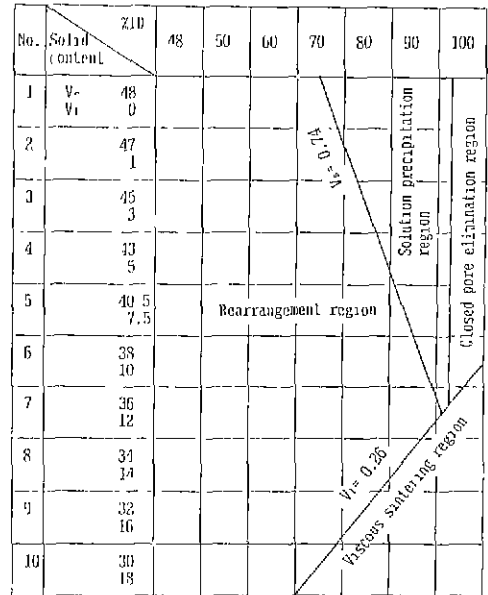 %TD
No. Solid content 48 50 60 70 80 90 100
1 Vs 48
Vl 0
2 47
1
3 45
3
4 43
5
5 40.5
7.5
6 38
10
7 36
12
8 34
14
9 32
16
10 30
18
Vs= 0.74
Solution precipitation region
Closed pore elimination region
Rearrangement region
Vl= 0.26
Viscous sintering region